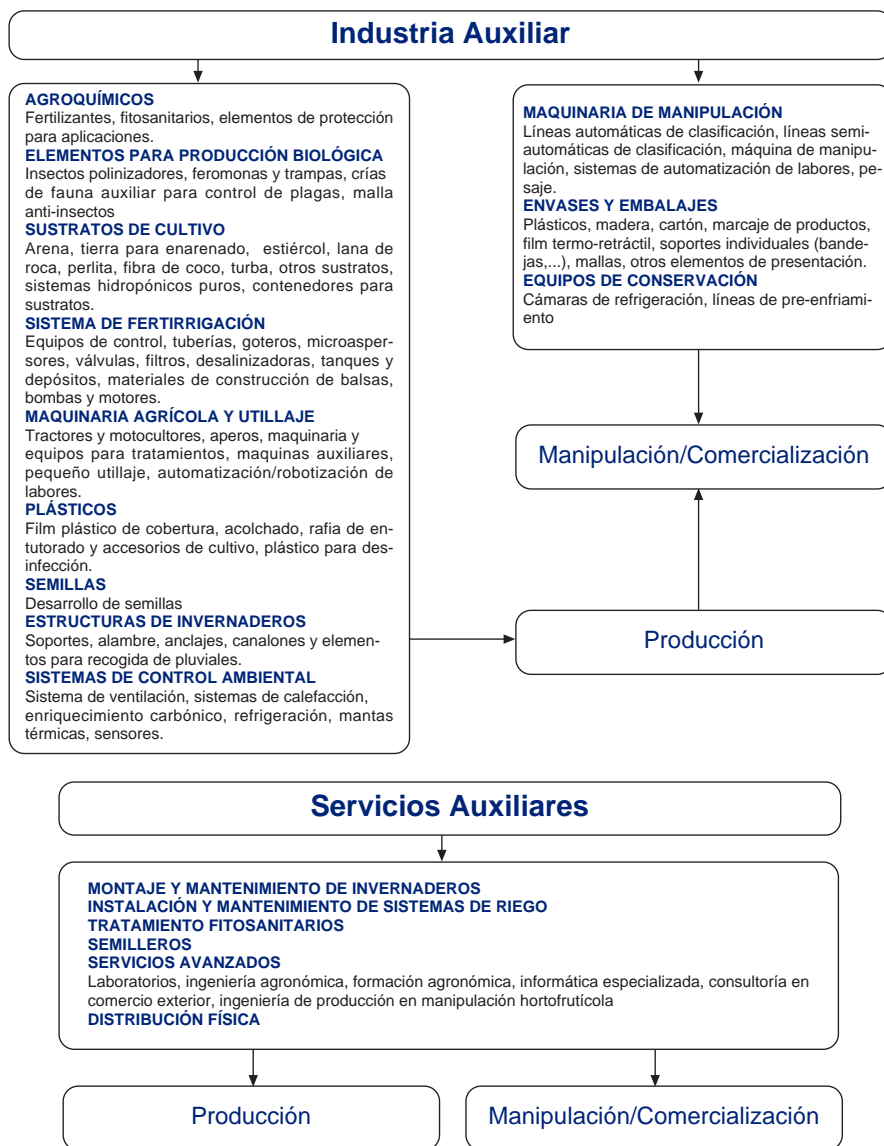 Industria Auxiliar
AGROQUÍMICOS
Fertilizantes, fitosanitarios, elementos de protección
para aplicaciones.
ELEMENTOS PARA PRODUCCIÓN BIOLÓGICA
Insectos polinizadores, feromonas y trampas, crías
de fauna auxiliar para control de plagas, malla
anti-insectos
SUSTRATOS DE CULTIVO
Arena, tierra para enarenado, estiércol, lana de
roca, perlita, fibra de coco, turba, otros sustratos,
sistemas hidropónicos puros, contenedores para
sustratos.
SISTEMA DE FERTIRRIGACIÓN
Equipos de control, tuberías, goteros, microasper-
sores, válvulas, filtros, desalinizadoras, tanques y
depósitos, materiales de construcción de balsas,
bombas y motores.
MAQUINARIA AGRÍCOLA Y UTILLAJE
Tractores y motocultores, aperos, maquinaria y
equipos para tratamientos, maquinas auxiliares,
pequeño utillaje, automatización/robotización de
labores.
PLÁSTICOS
Film plástico de cobertura, acolchado, rafia de en-
tutorado y accesorios de cultivo, plástico para des-
infección.
SEMILLAS
Desarrollo de semillas
ESTRUCTURAS DE INVERNADEROS
Soportes, alambre, anclajes, canalones y elemen-
tos para recogida de pluviales.
SISTEMAS DE CONTROL AMBIENTAL
Sistema de ventilación, sistemas de calefacción,
enriquecimiento carbónico, refrigeración, mantas
térmicas, sensores.
MAQUINARIA DE MANIPULACIÓN
Líneas automáticas de clasificación, líneas semi-
automáticas de clasificación, máquina de manipu-
lación, sistemas de automatización de labores, pe-
saje.
ENVASES Y EMBALAJES
Plásticos, madera, cartón, marcaje de productos,
film termo-retráctil, soportes individuales (bande-
jas,...), mallas, otros elementos de presentación.
EQUIPOS DE CONSERVACIÓN
Cámaras de refrigeración, líneas de pre-enfriami-
ento
Manipulación/Comercialización
Producción
Servicios Auxiliares
MONTAJE Y MANTENIMIENTO DE INVERNADEROS
INSTALACIÓN Y MANTENIMIENTO DE SISTEMAS DE RIEGO
TRATAMIENTO FITOSANITARIOS
SEMILLEROS
SERVICIOS AVANZADOS
Laboratorios, ingeniería agronómica, formación agronómica, informática especializada, consultoría en
comercio exterior, ingeniería de producción en manipulación hortofrutícola
DISTRIBUCIÓN FÍSICA
Producción
Manipulación/Comercialización